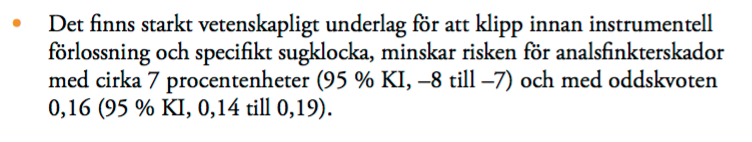 • Det finns starkt vetenskapligt underlag för att klipp innan instrumentell
förlossning och specifikt sugklocka, minskar risken för analsfinkterskador
med cirka 7 procentenheter (95 % KI, –8 till –7) och med oddskvoten
0,16 (95 % KI, 0,14 till 0,19).